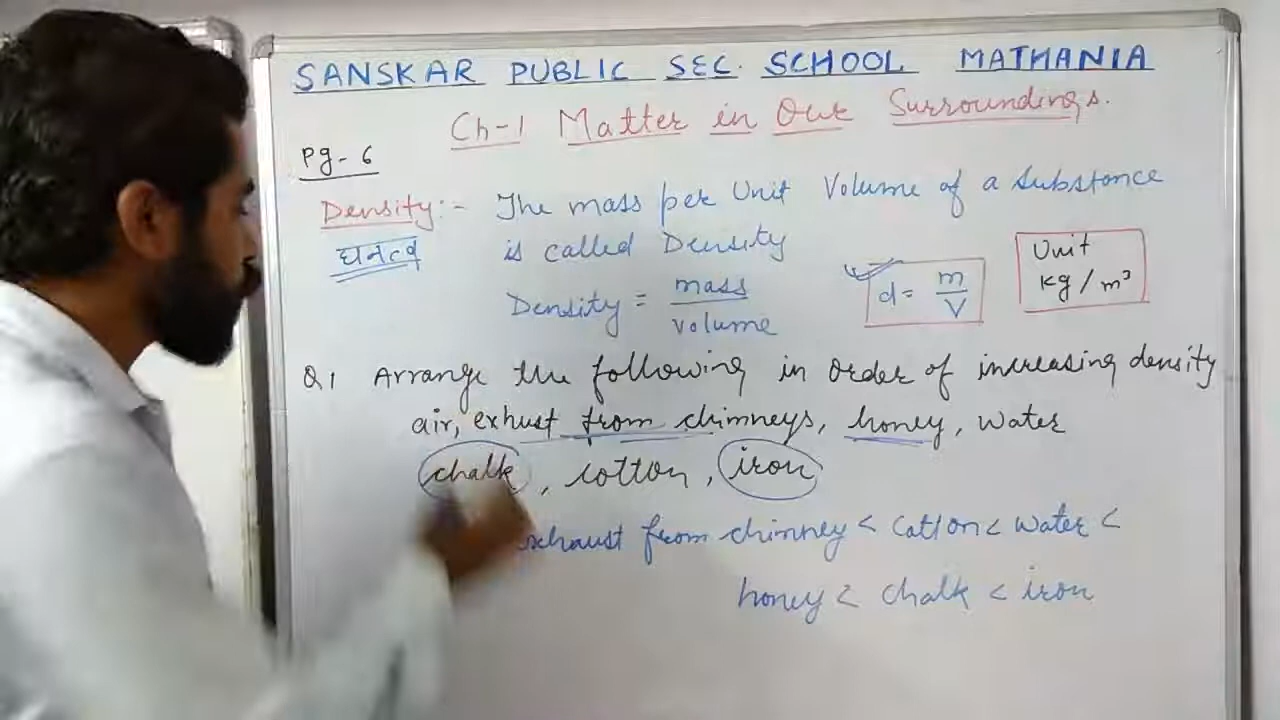 SANSKAR PUBLIC SEC. SCHOOL MATHANIA
Ch-1 Matter in Our Surroundings.
Pg-6
Density:- The mass per Unit Volume of a substance
घनत्व is called Density
Density = mass / volume
d = m / V
Unit
kg/m³
Q1 Arrange the following in order of increasing density
air, exhust from chimneys, honey, water
chalk, cotton, iron
from chimney < cotton < water <
honey < chalk < iron